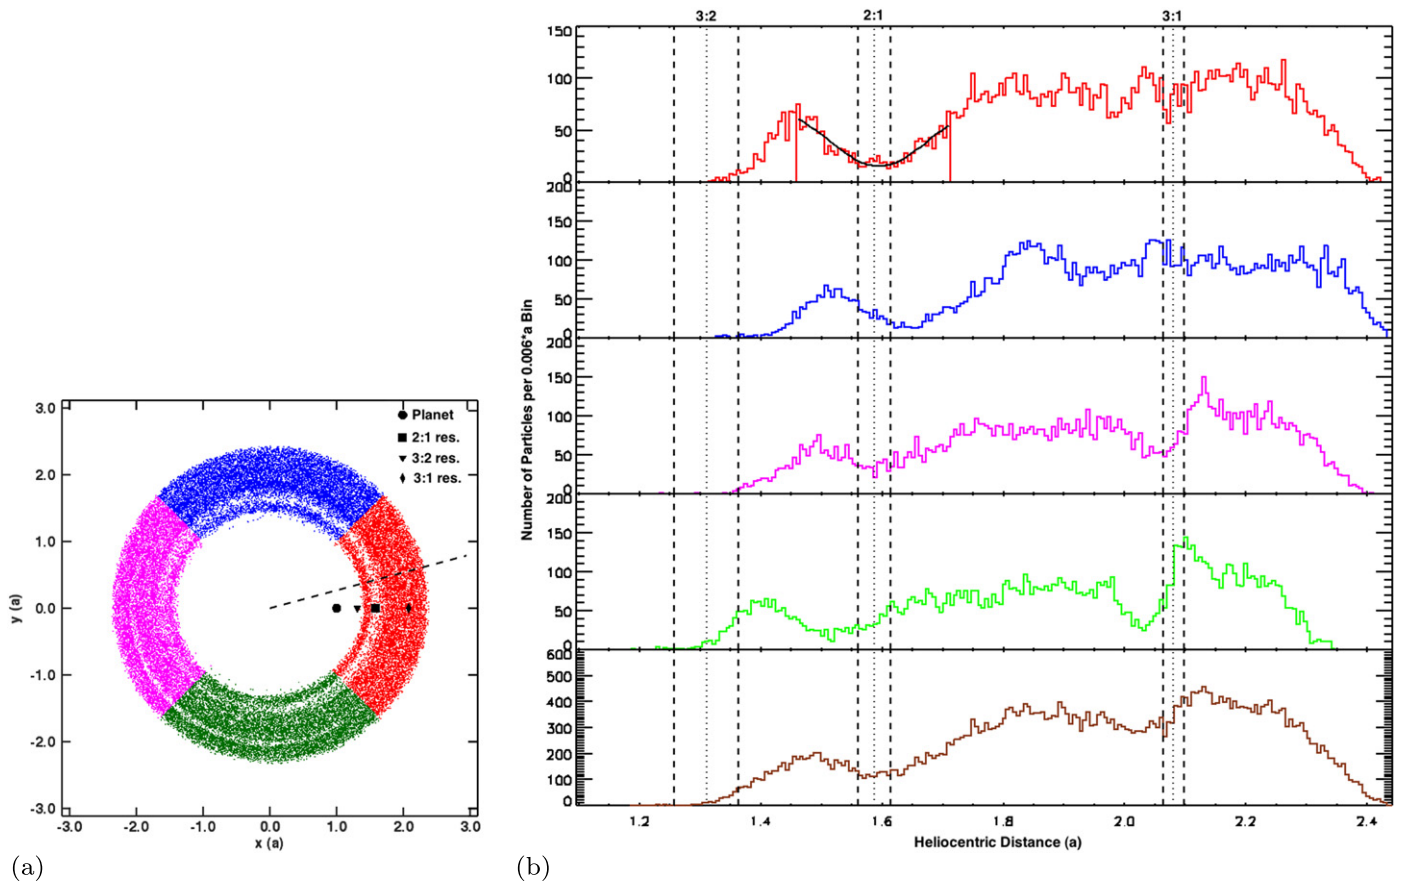 3:2 2:1 3:1
150
100
50
0
200
150
100
50
0
200
150
100
50
0
200
150
100
50
0
600
500
400
300
200
100
0
Number of Particles per 0.006*a Bin
1.2 1.4 1.6 1.8 2.0 2.2 2.4
Heliocentric Distance (a)
Planet
2:1 res.
3:2 res.
3:1 res.
3.0
2.0
1.0
0.0
-1.0
-2.0
-3.0
y (a)
-3.0 -2.0 -1.0 0.0 1.0 2.0 3.0
x (a)
(a) (b)